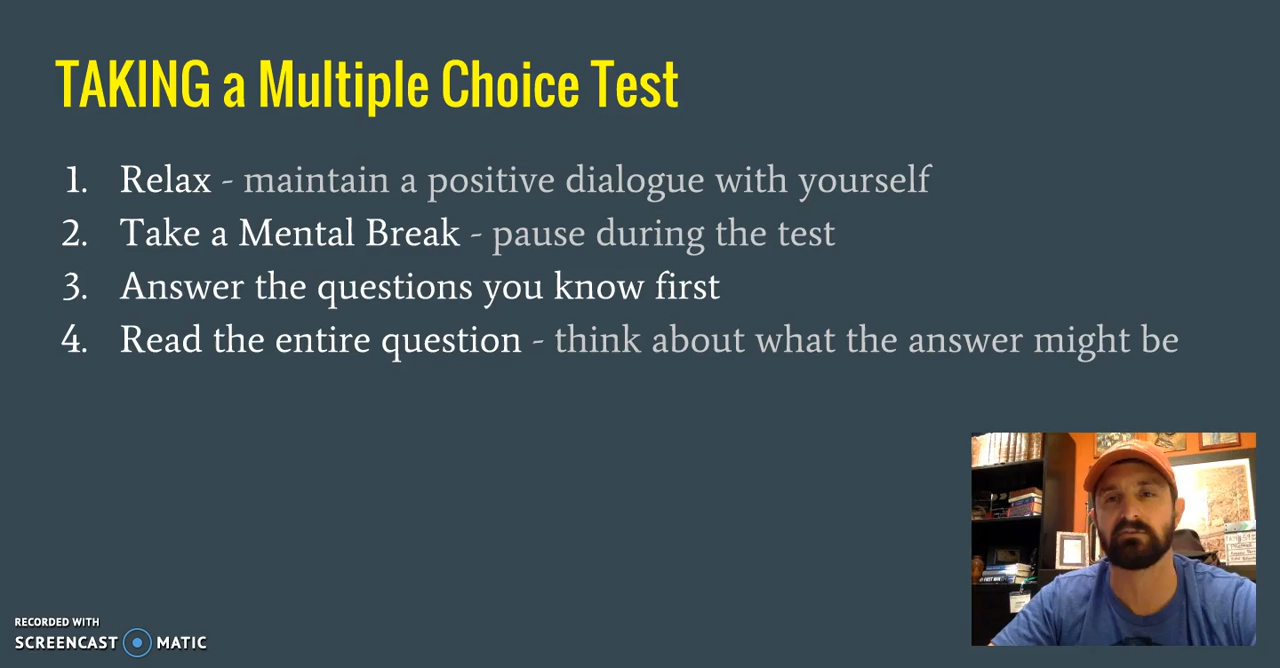 TAKING a Multiple Choice Test
1. Relax - maintain a positive dialogue with yourself
2. Take a Mental Break - pause during the test
3. Answer the questions you know first
4. Read the entire question - think about what the answer might be
RECORDED WITH
SCREENCAST MATIC